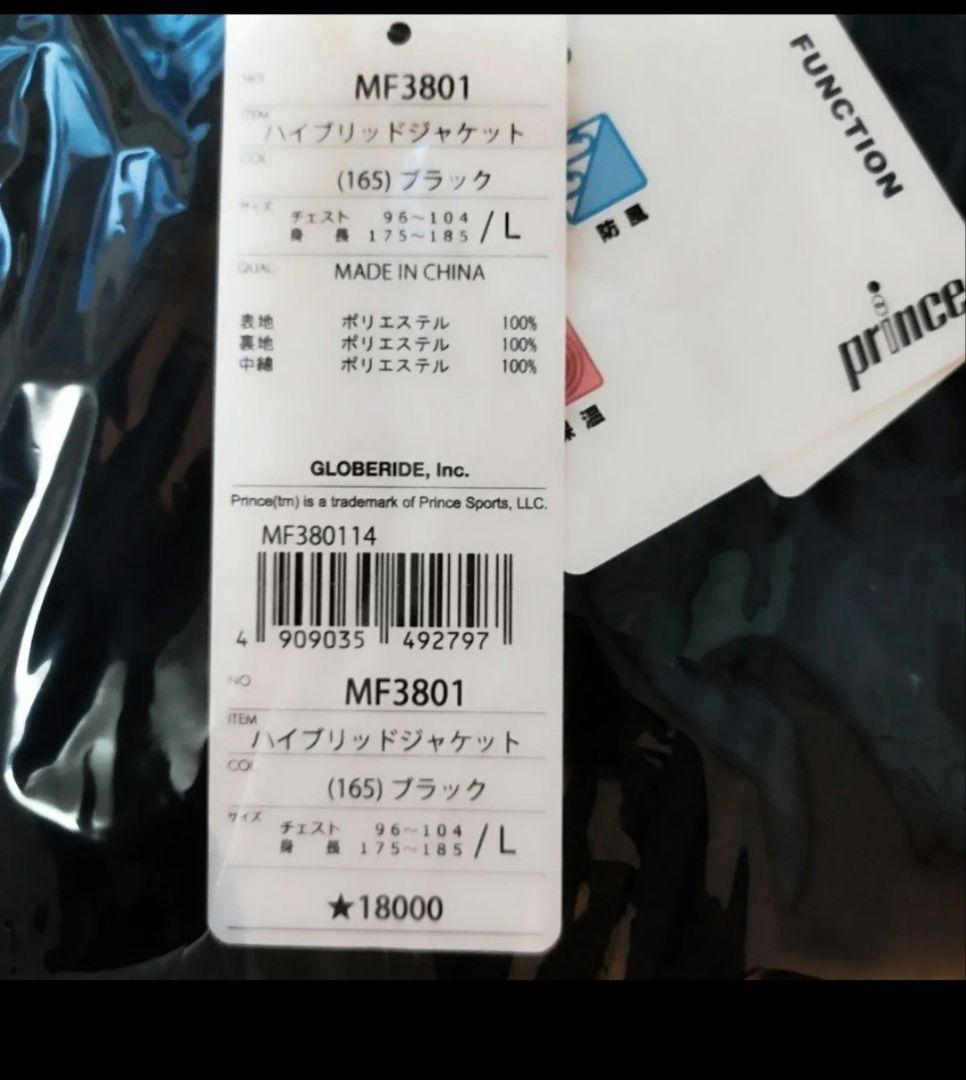 NO.
MF3801
ITEM
ハイブリッドジャケット
COL
(165) ブラック
サイズ
チェスト 96~104
身長 175~185 / L
QUAL
MADE IN CHINA
表地 ポリエステル 100%
裏地 ポリエステル 100%
中綿 ポリエステル 100%
GLOBERIDE, Inc.
Prince(tm) is a trademark of Prince Sports, LLC.
MF380114
4 909035 492797
NO
MF3801
ITEM
ハイブリッドジャケット
COL
(165) ブラック
サイズ
チェスト 96~104
身長 175~185 / L
★18000
FUNCTION
防風
保温
prince